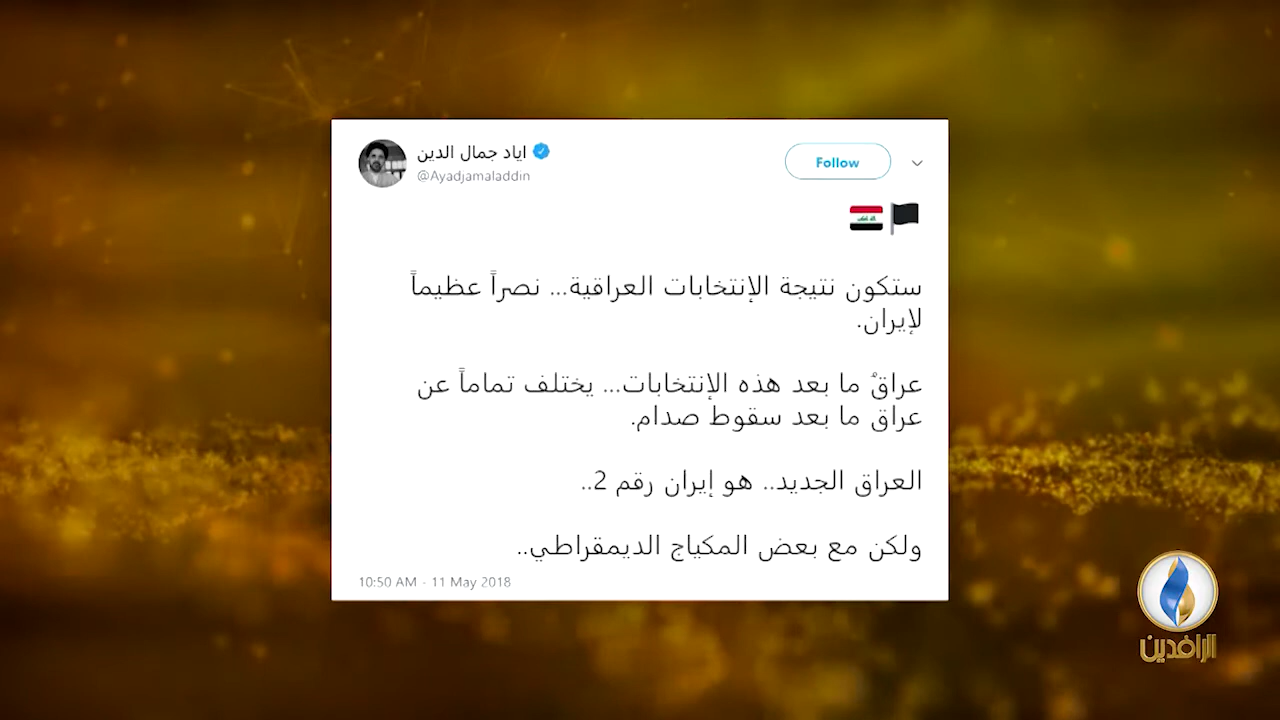 اياد جمال الدين
@Ayadjamaladdin
Follow
ستكون نتيجة الإنتخابات العراقية... نصراً عظيماً
لإيران.
عراقُ ما بعد هذه الإنتخابات... يختلف تماماً عن
عراق ما بعد سقوط صدام.
العراق الجديد.. هو إيران رقم 2..
ولكن مع بعض المكياج الديمقراطي..
10:50 AM - 11 May 2018
الرافدين